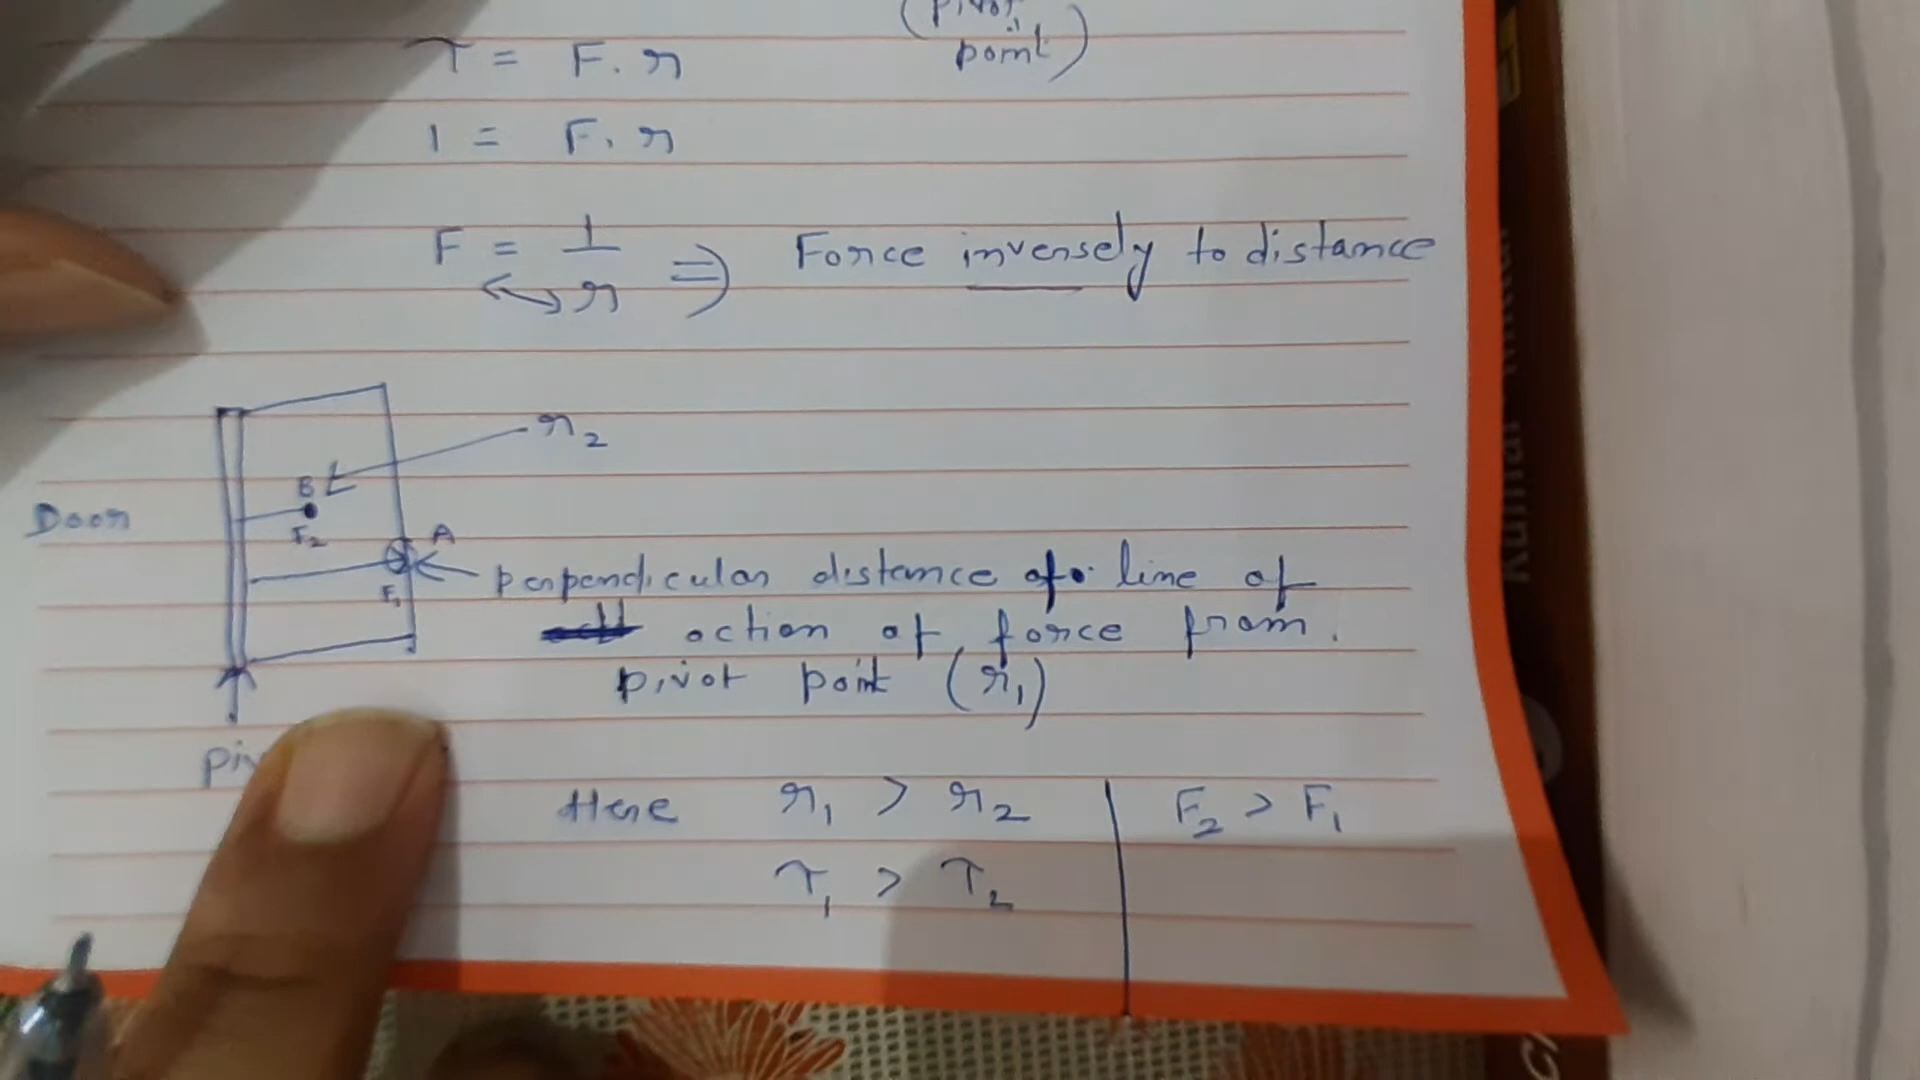 (pivot
point)
τ = F. r
1 = F. r
F = 1/r ⇒ Force inversely to distance
r2
B
Door
F2
A
F1
perpendicular distance of line of
action of force from.
pivot point (r1)
Here r1 > r2 | F2 > F1
τ1 > τ2